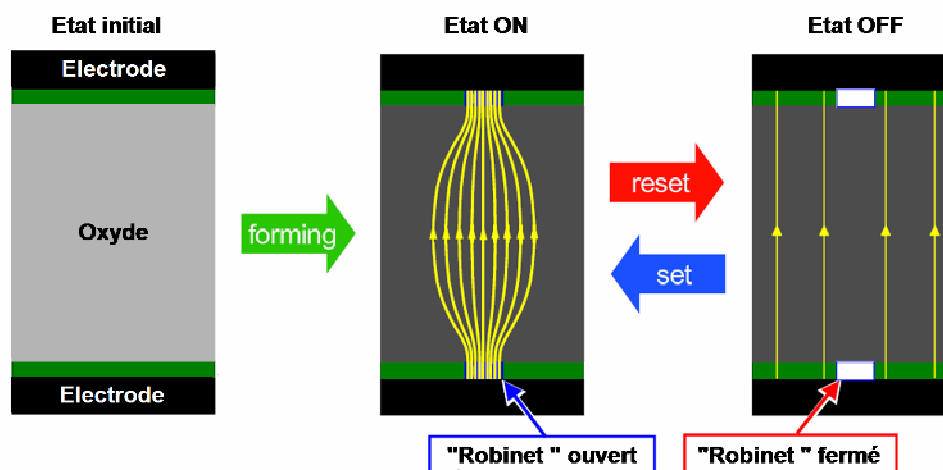 Etat initial
Etat ON
Etat OFF
Electrode
Oxyde
forming
reset
set
Electrode
"Robinet " ouvert
"Robinet " fermé